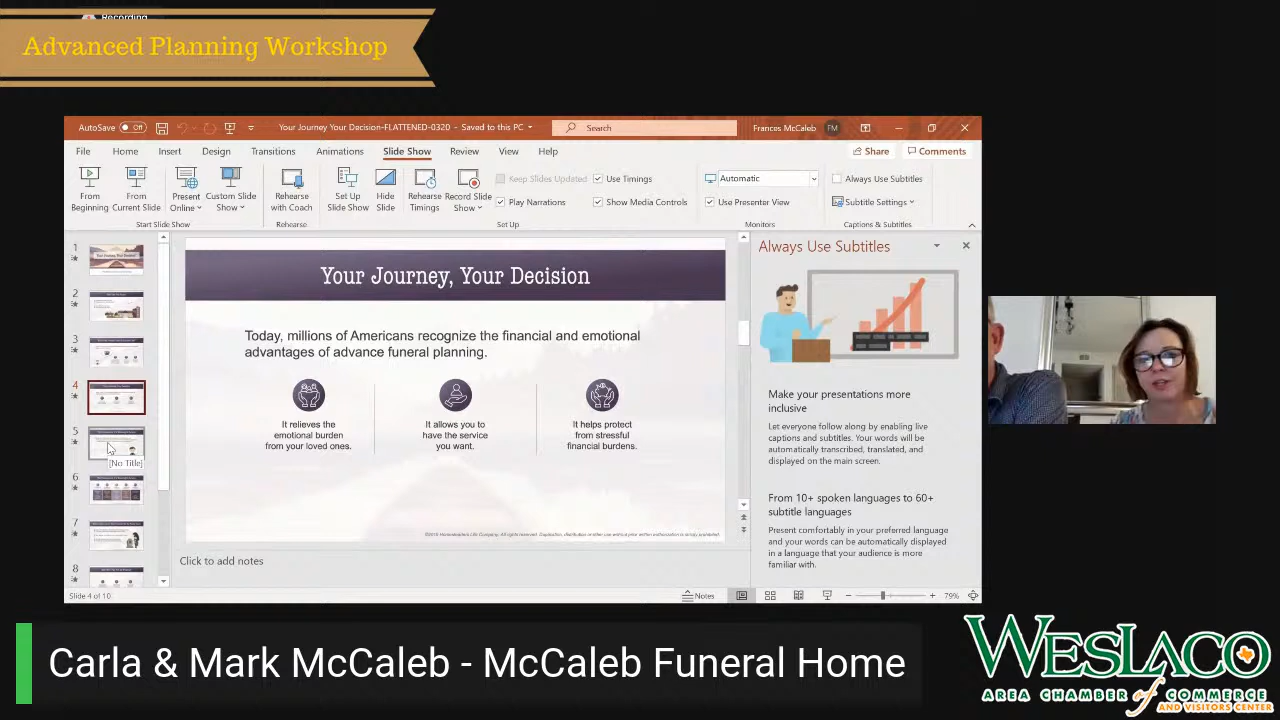 Recording
Advanced Planning Workshop
AutoSave Off
Your Journey Your Decision-FLATTENED-0320 - Saved to this PC
Search
Frances McCaleb FM
File Home Insert Design Transitions Animations Slide Show Review View Help
Share Comments
From Beginning
From Current Slide
Present Online
Custom Slide Show
Rehearse with Coach
Set Up Slide Show
Hide Slide
Rehearse Timings
Record Slide Show
Keep Slides Updated
Use Timings
Play Narrations
Show Media Controls
Automatic
Use Presenter View
Always Use Subtitles
Subtitle Settings
Start Slide Show Rehearse Set Up Monitors Captions & Subtitles
1
2
3
4
5
[No Title]
6
7
8
Your Journey, Your Decision
Today, millions of Americans recognize the financial and emotional
advantages of advance funeral planning.
It relieves the
emotional burden
from your loved ones.
It allows you to
have the service
you want.
It helps protect
from stressful
financial burdens.
Click to add notes
Always Use Subtitles
Make your presentations more
inclusive
Let everyone follow along by enabling live
captions and subtitles. Your words will be
automatically transcribed, translated, and
displayed on the main screen.
From 10+ spoken languages to 60+
subtitle languages
Present comfortably in your preferred language
and your words can be automatically displayed
in a language that your audience is more
familiar with.
Slide 4 of 10
Notes
79%
Carla & Mark McCaleb - McCaleb Funeral Home
WESLACO
AREA CHAMBER of COMMERCE
AND VISITORS CENTER